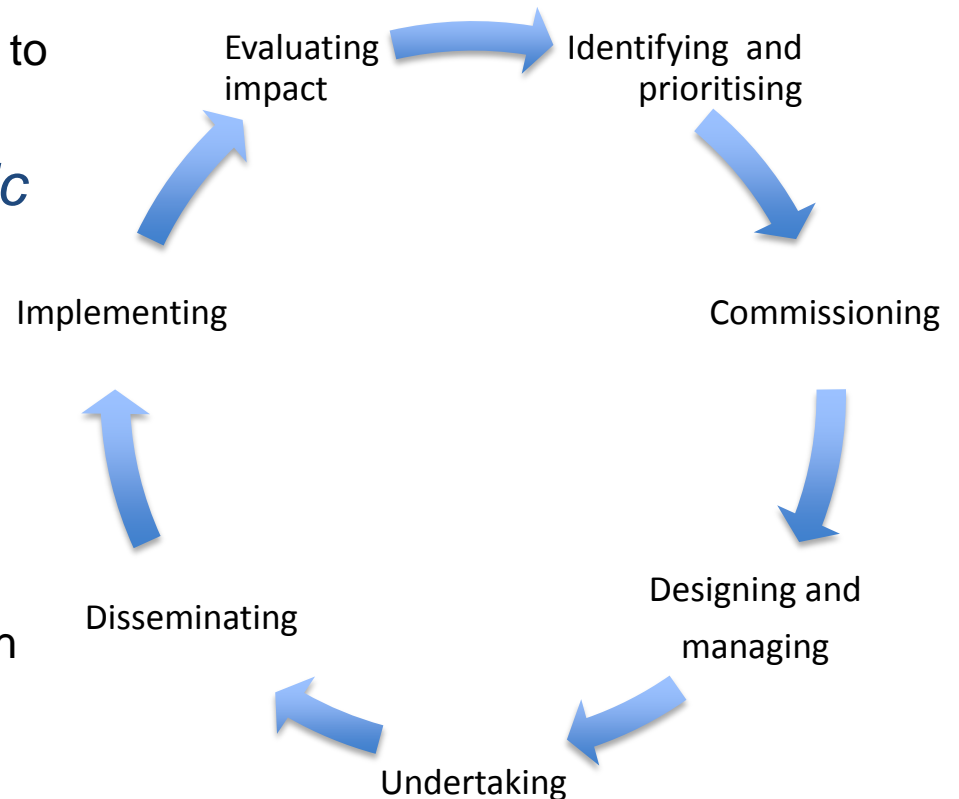 to
Evaluating
impact
Identifying and
prioritising
Implementing
Commissioning
Designing and
managing
Disseminating
Undertaking